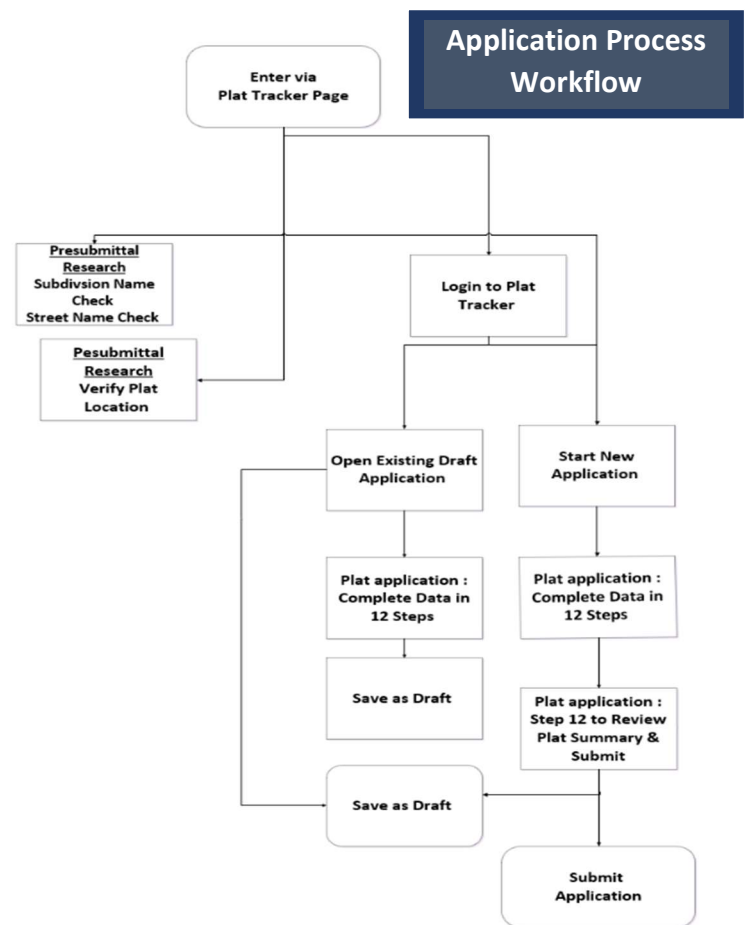 Application Process
Workflow
Enter via
Plat Tracker Page
Presubmittal
Research
Subdivsion Name
Check
Street Name Check
Login to Plat
Tracker
Pesubmittal
Research
Verify Plat
Location
Open Existing Draft
Application
Start New
Application
Plat application :
Complete Data in
12 Steps
Plat application :
Complete Data in
12 Steps
Save as Draft
Plat application :
Step 12 to Review
Plat Summary &
Submit
Save as Draft
Submit
Application